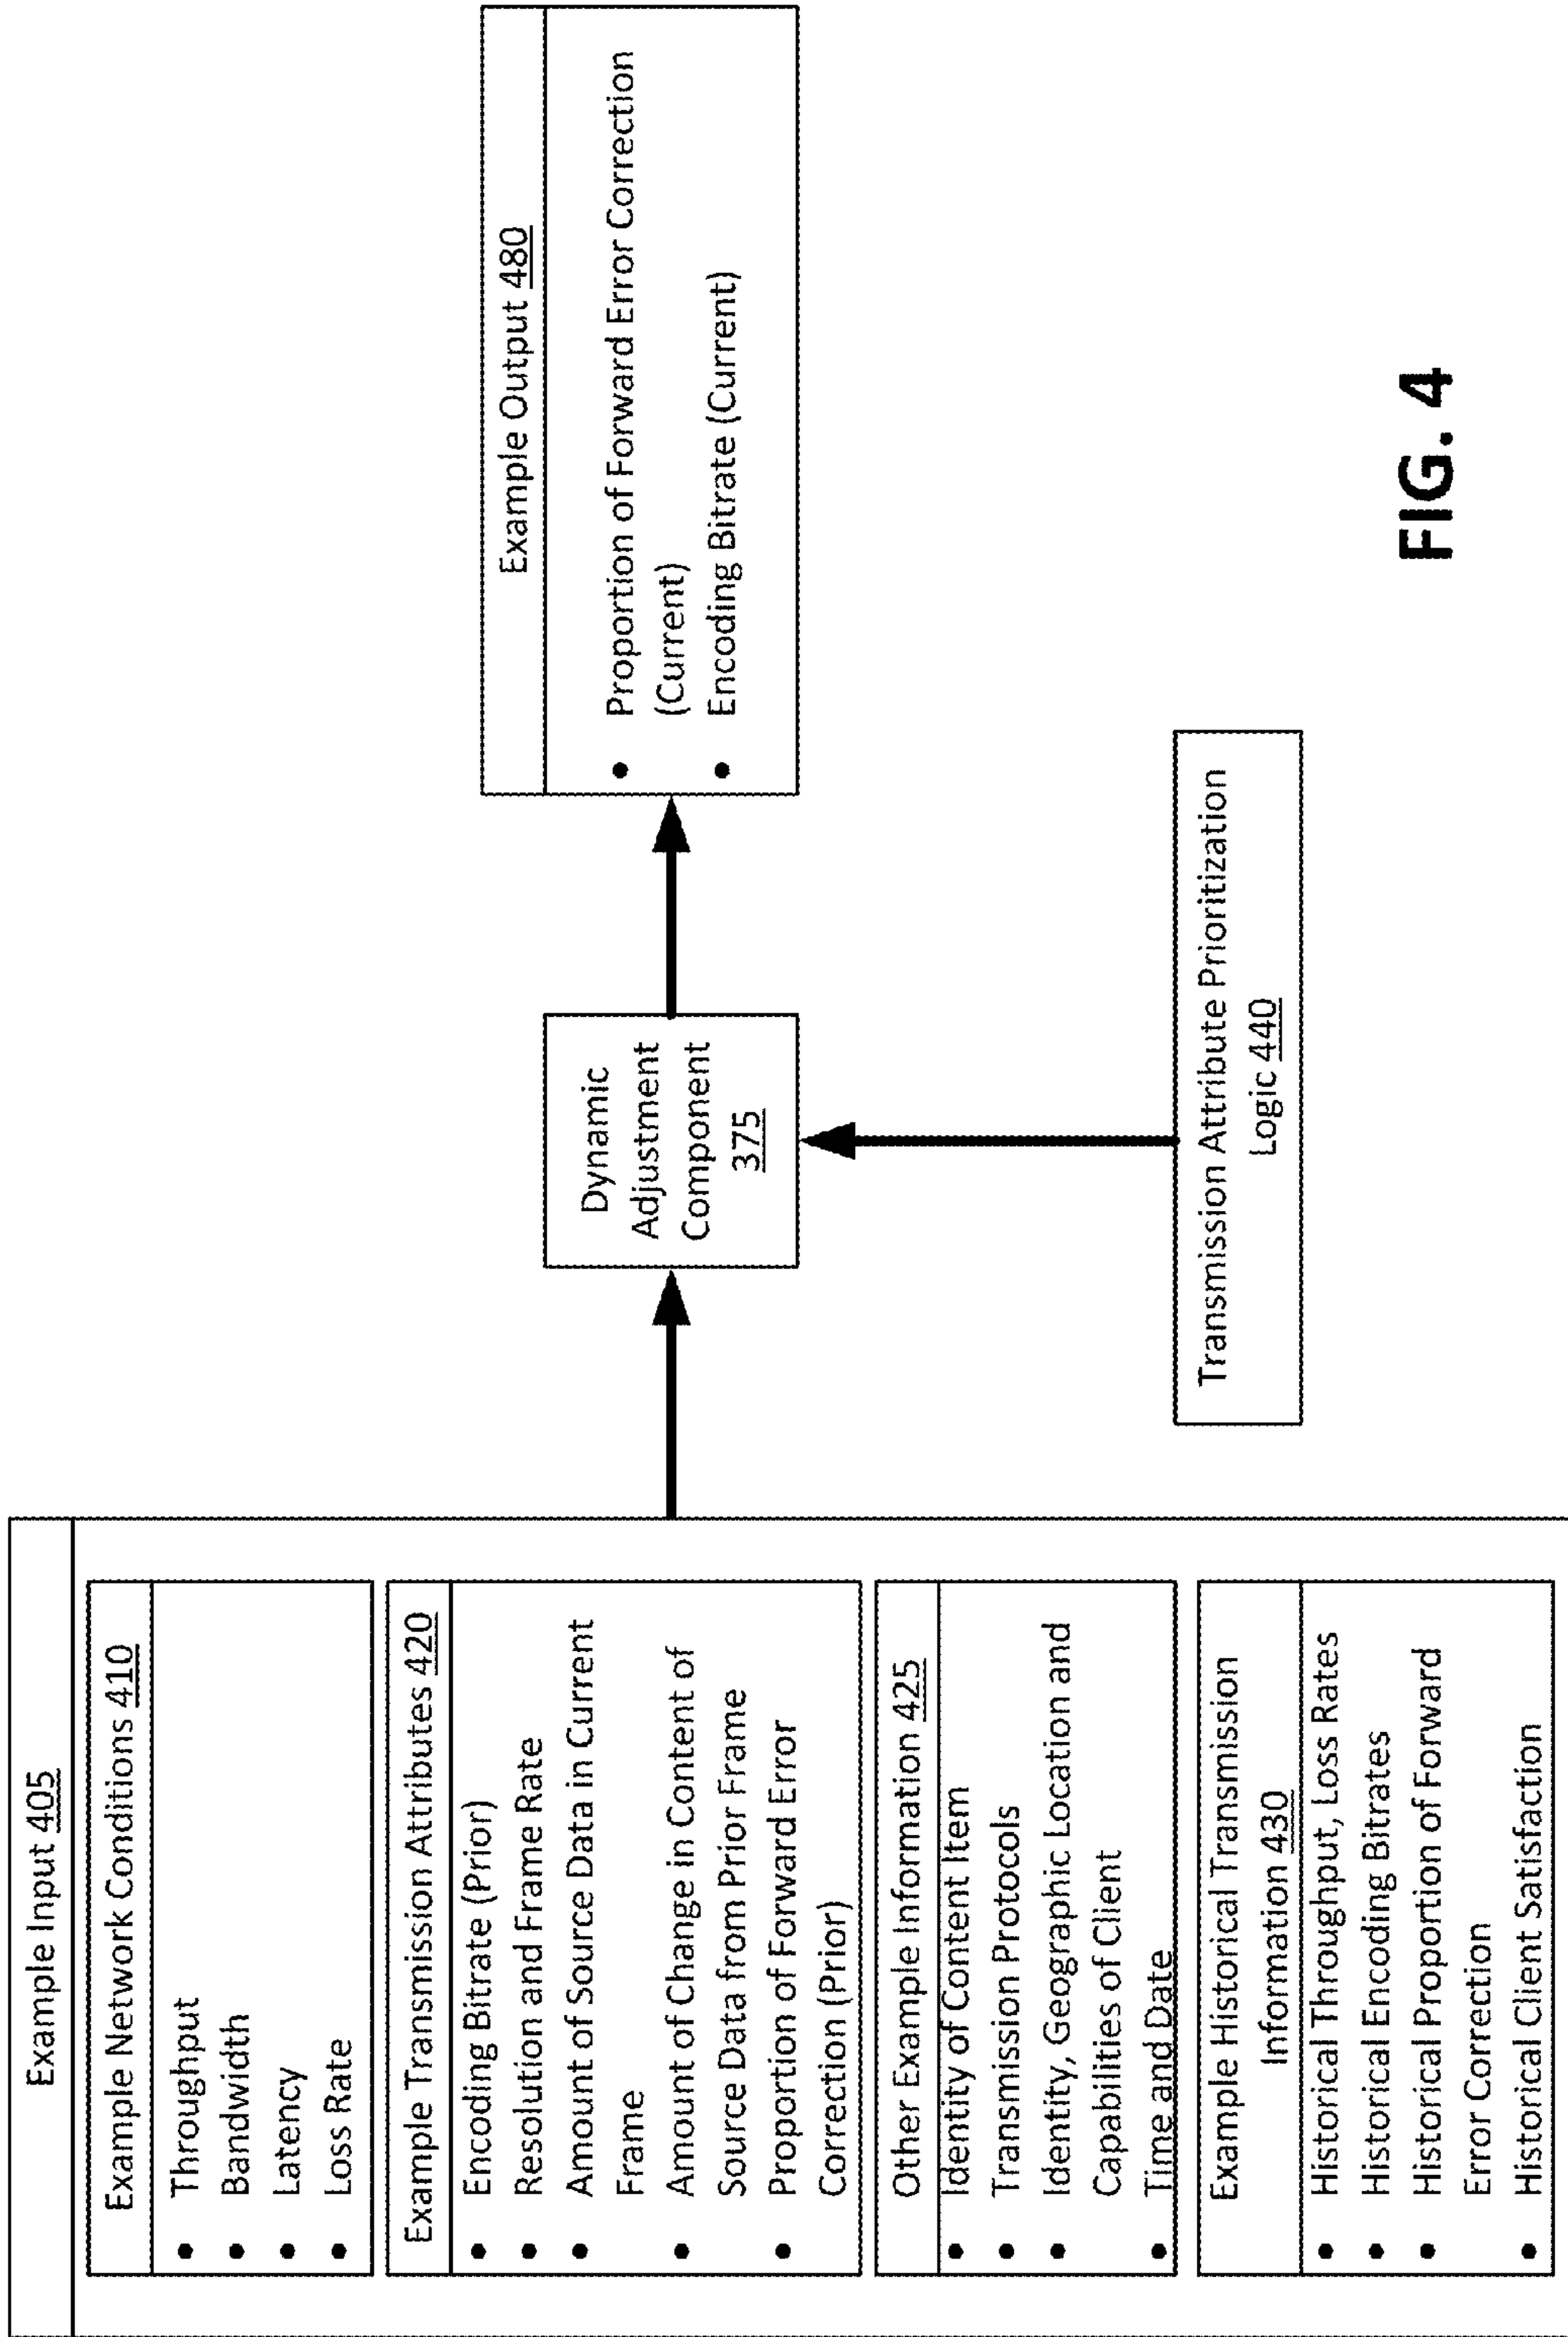 Example Input 405
Example Network Conditions 410
• Throughput
• Bandwidth
• Latency
• Loss Rate
Example Transmission Attributes 420
• Encoding Bitrate (Prior)
• Resolution and Frame Rate
• Amount of Source Data in Current
Frame
• Amount of Change in Content of
Source Data from Prior Frame
• Proportion of Forward Error
Correction (Prior)
Other Example Information 425
• Identity of Content Item
• Transmission Protocols
• Identity, Geographic Location and
Capabilities of Client
• Time and Date
Example Historical Transmission
Information 430
• Historical Throughput, Loss Rates
• Historical Encoding Bitrates
• Historical Proportion of Forward
Error Correction
• Historical Client Satisfaction
Dynamic
Adjustment
Component
375
Transmission Attribute Prioritization
Logic 440
Example Output 480
• Proportion of Forward Error Correction
(Current)
• Encoding Bitrate (Current)
FIG. 4